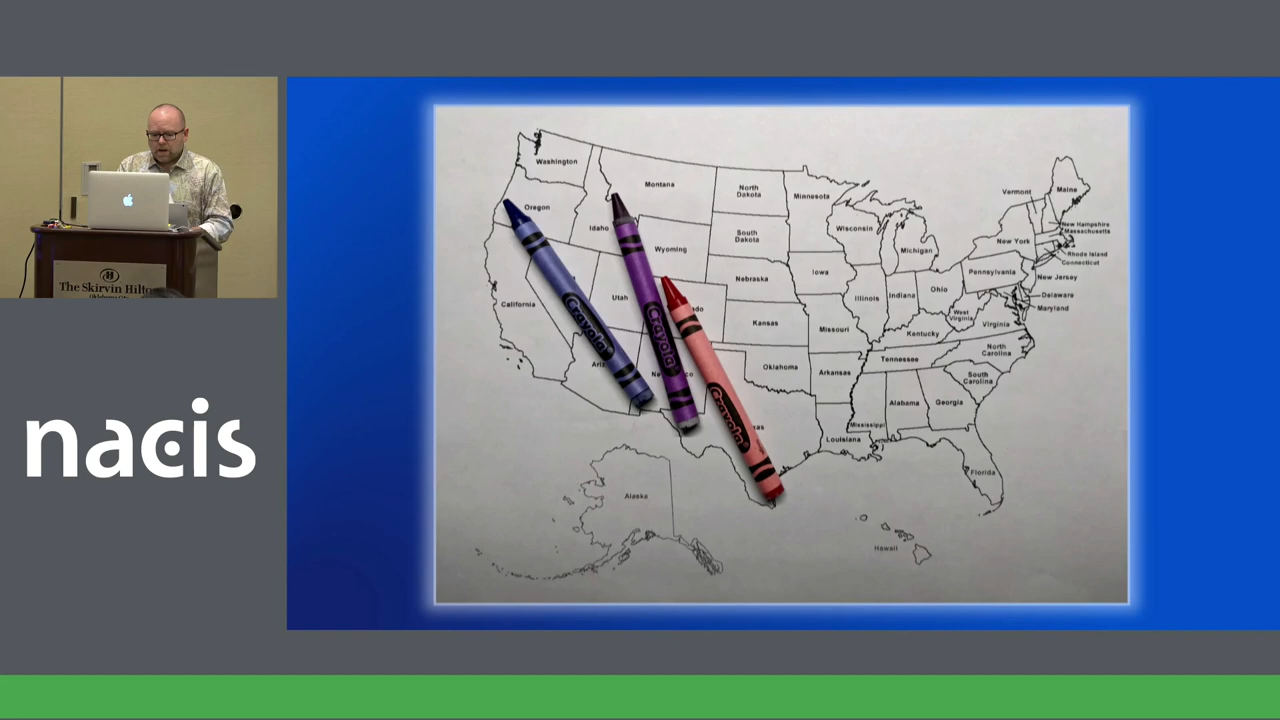 The Skirvin Hilto
Oklahoma City
nacis
Washington
Montana
North
Dakota
Minnesota
Vermont
Maine
Oregon
Idaho
Wisconsin
New Hampshire
Massachusetts
South
Dakota
Wyoming
Michigan
New York
Rhode Island
Connecticut
Iowa
Nebraska
Pennsylvania
New Jersey
California
Utah
Illinois
Indiana
Ohio
Delaware
Maryland
West
Virginia
Virginia
Kansas
Missouri
Kentucky
Crayola
Crayola
Crayola
North
Carolina
Tennessee
Oklahoma
Arkansas
South
Carolina
Alabama
Georgia
Mississippi
Louisiana
Florida
Alaska
Hawaii